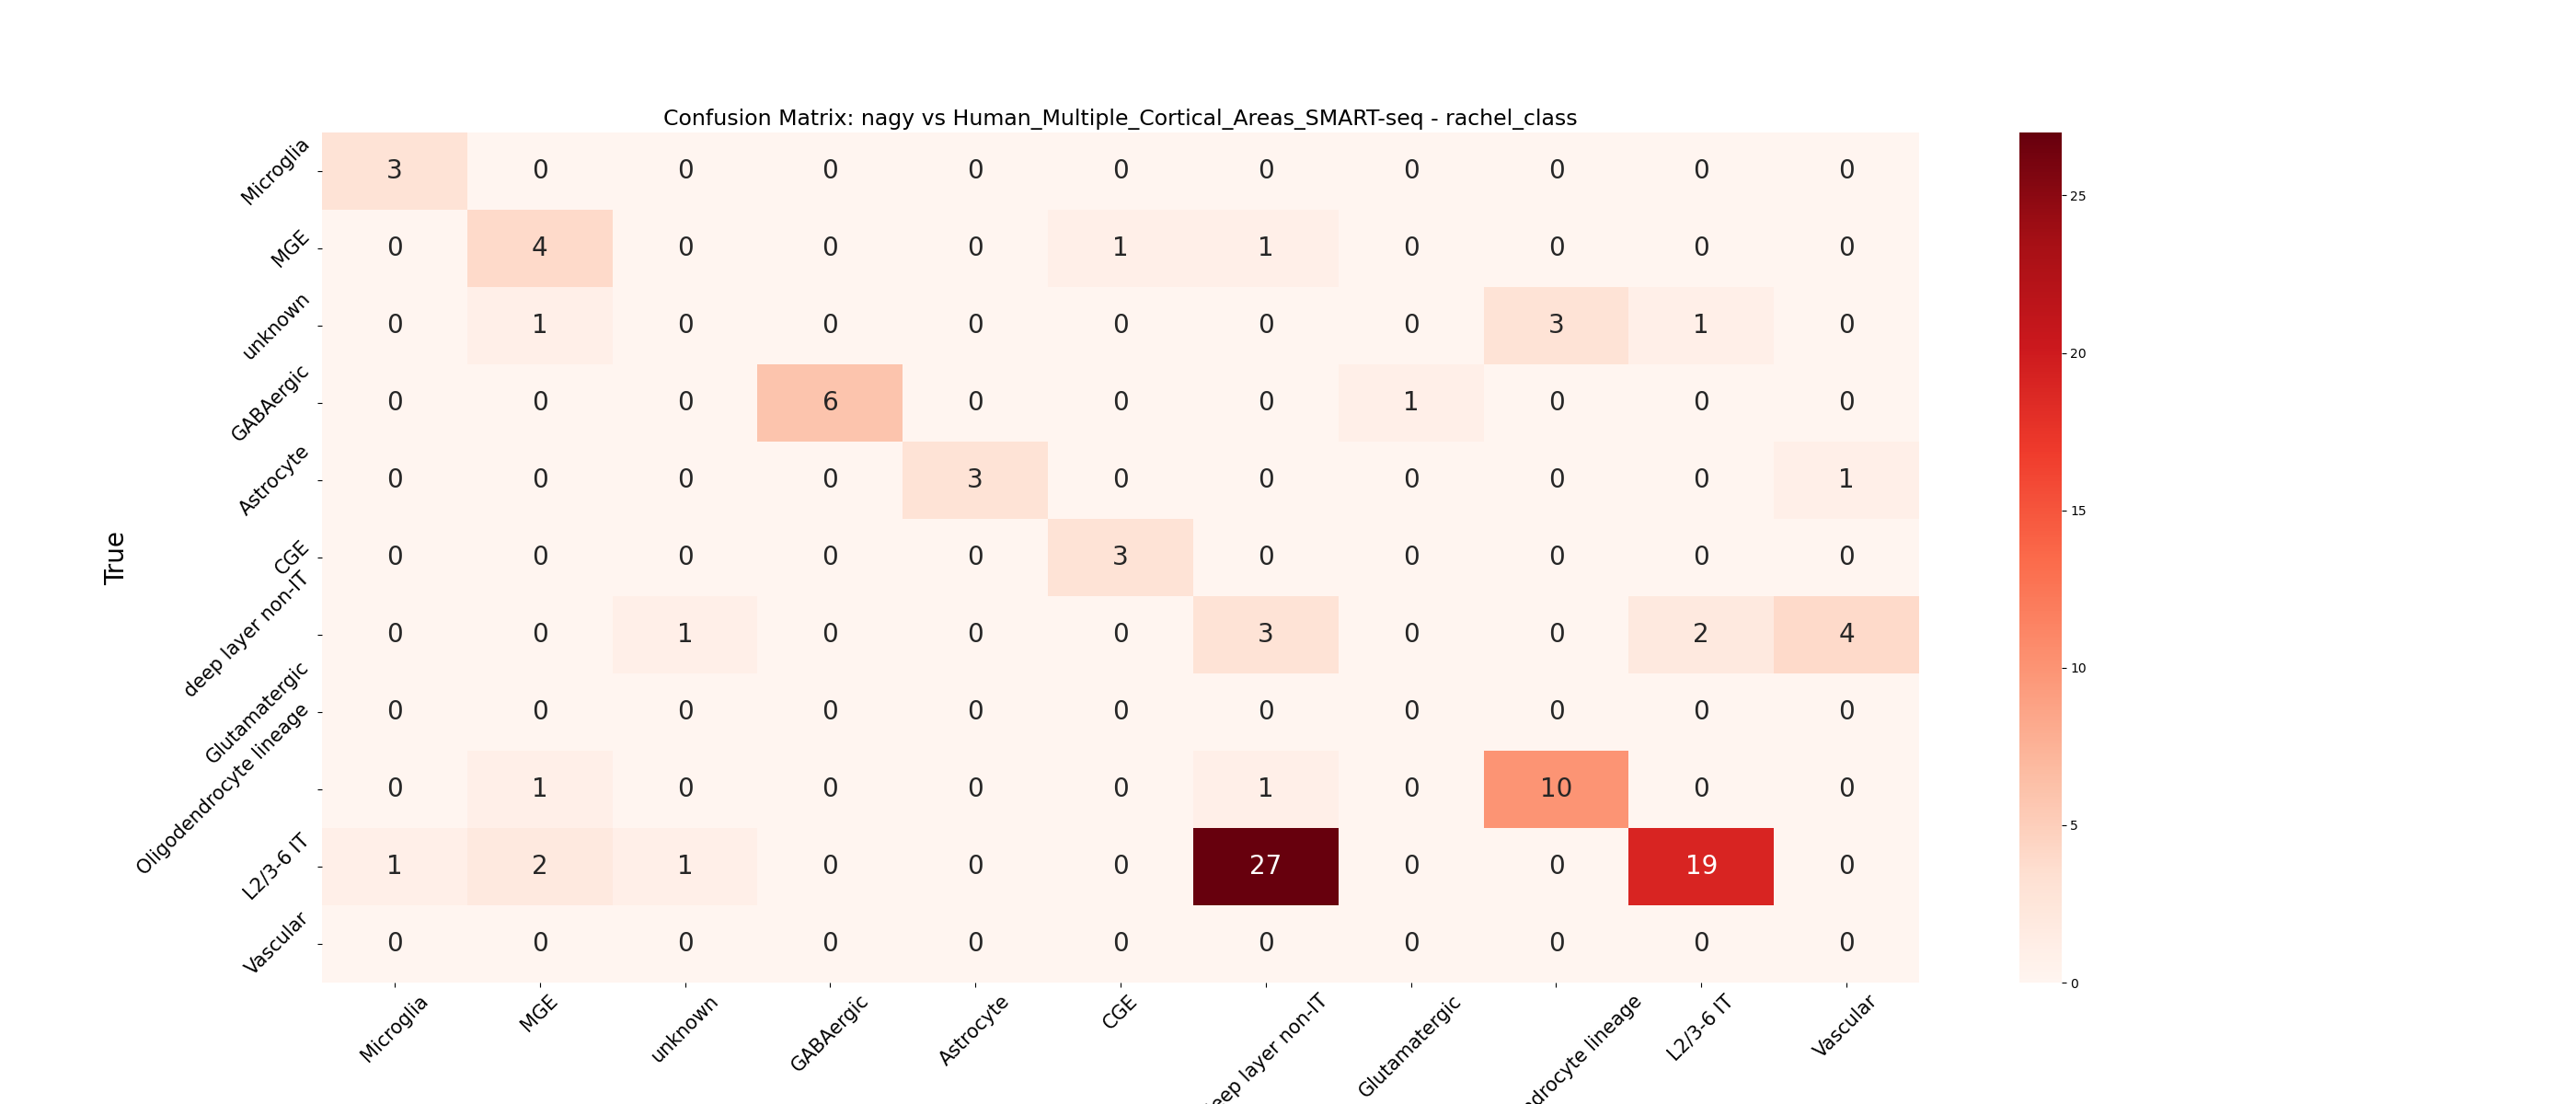 Confusion Matrix: nagy vs Human_Multiple_Cortical_Areas_SMART-seq - rachel_class
True
Microglia 3 0 0 0 0 0 0 0 0 0 0
MGE 0 4 0 0 0 1 1 0 0 0 0
unknown 0 1 0 0 0 0 0 0 3 1 0
GABAergic 0 0 0 6 0 0 0 1 0 0 0
Astrocyte 0 0 0 0 3 0 0 0 0 0 1
CGE 0 0 0 0 0 3 0 0 0 0 0
deep layer non-IT 0 0 1 0 0 0 3 0 0 2 4
Glutamatergic 0 0 0 0 0 0 0 0 0 0 0
Oligodendrocyte lineage 0 1 0 0 0 0 1 0 10 0 0
L2/3-6 IT 1 2 1 0 0 0 27 0 0 19 0
Vascular 0 0 0 0 0 0 0 0 0 0 0
Microglia MGE unknown GABAergic Astrocyte CGE eep layer non-IT Glutamatergic ndrocyte lineage L2/3-6 IT Vascular
25
20
15
10
5
0